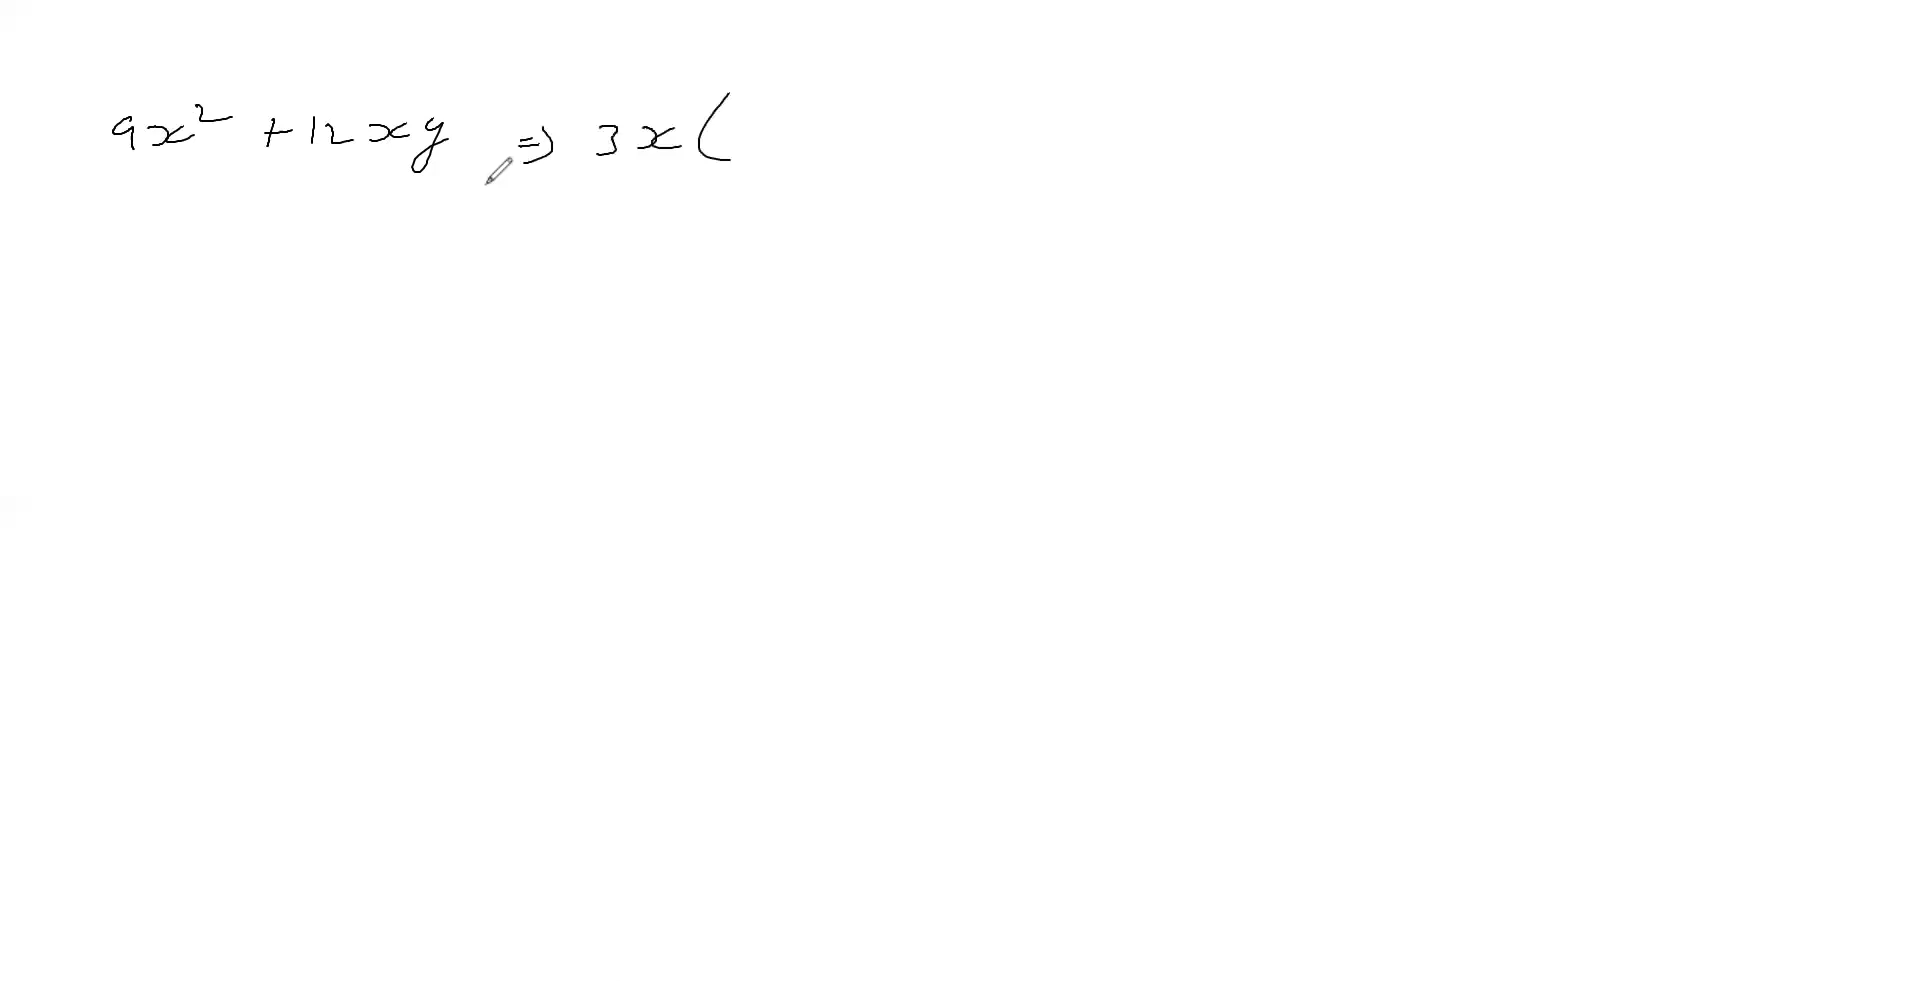 9x² + 12xy ⇒ 3x(